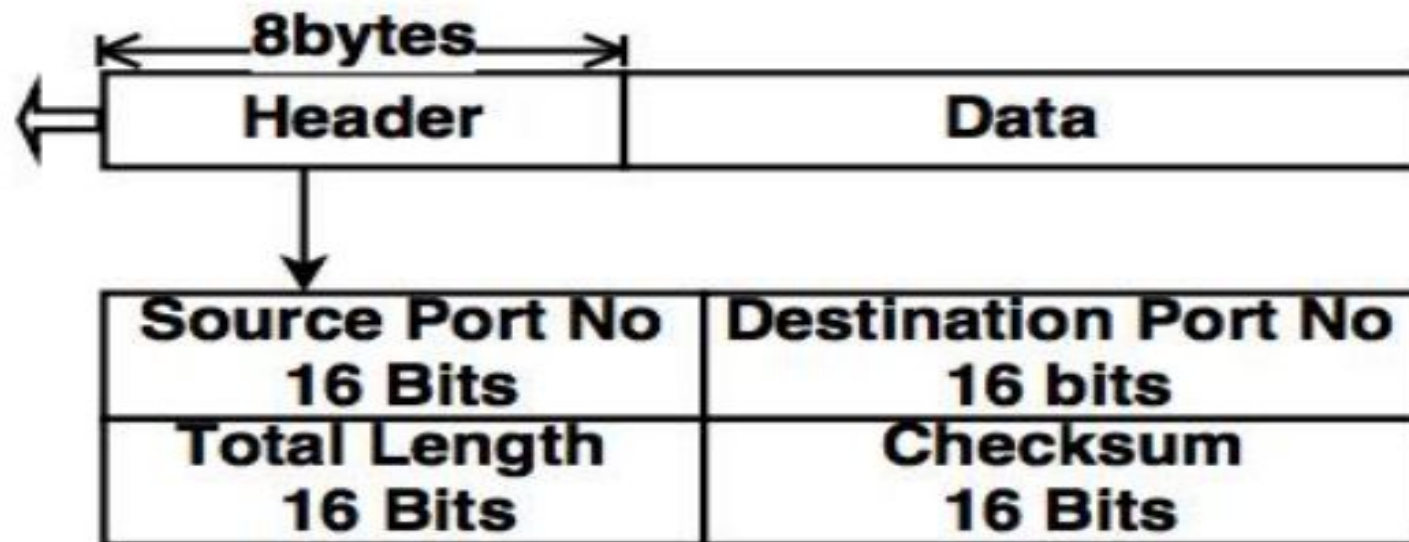 8bytes
Header Data
Source Port No Destination Port No
16 Bits 16 bits
Total Length Checksum
16 Bits 16 Bits